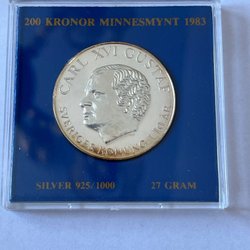 200 KRONOR MINNESMYNT 1983
CARL XVI GUSTAF
SVERIGES KONUNG 10 ÅR
SILVER 925/1000 27 GRAM